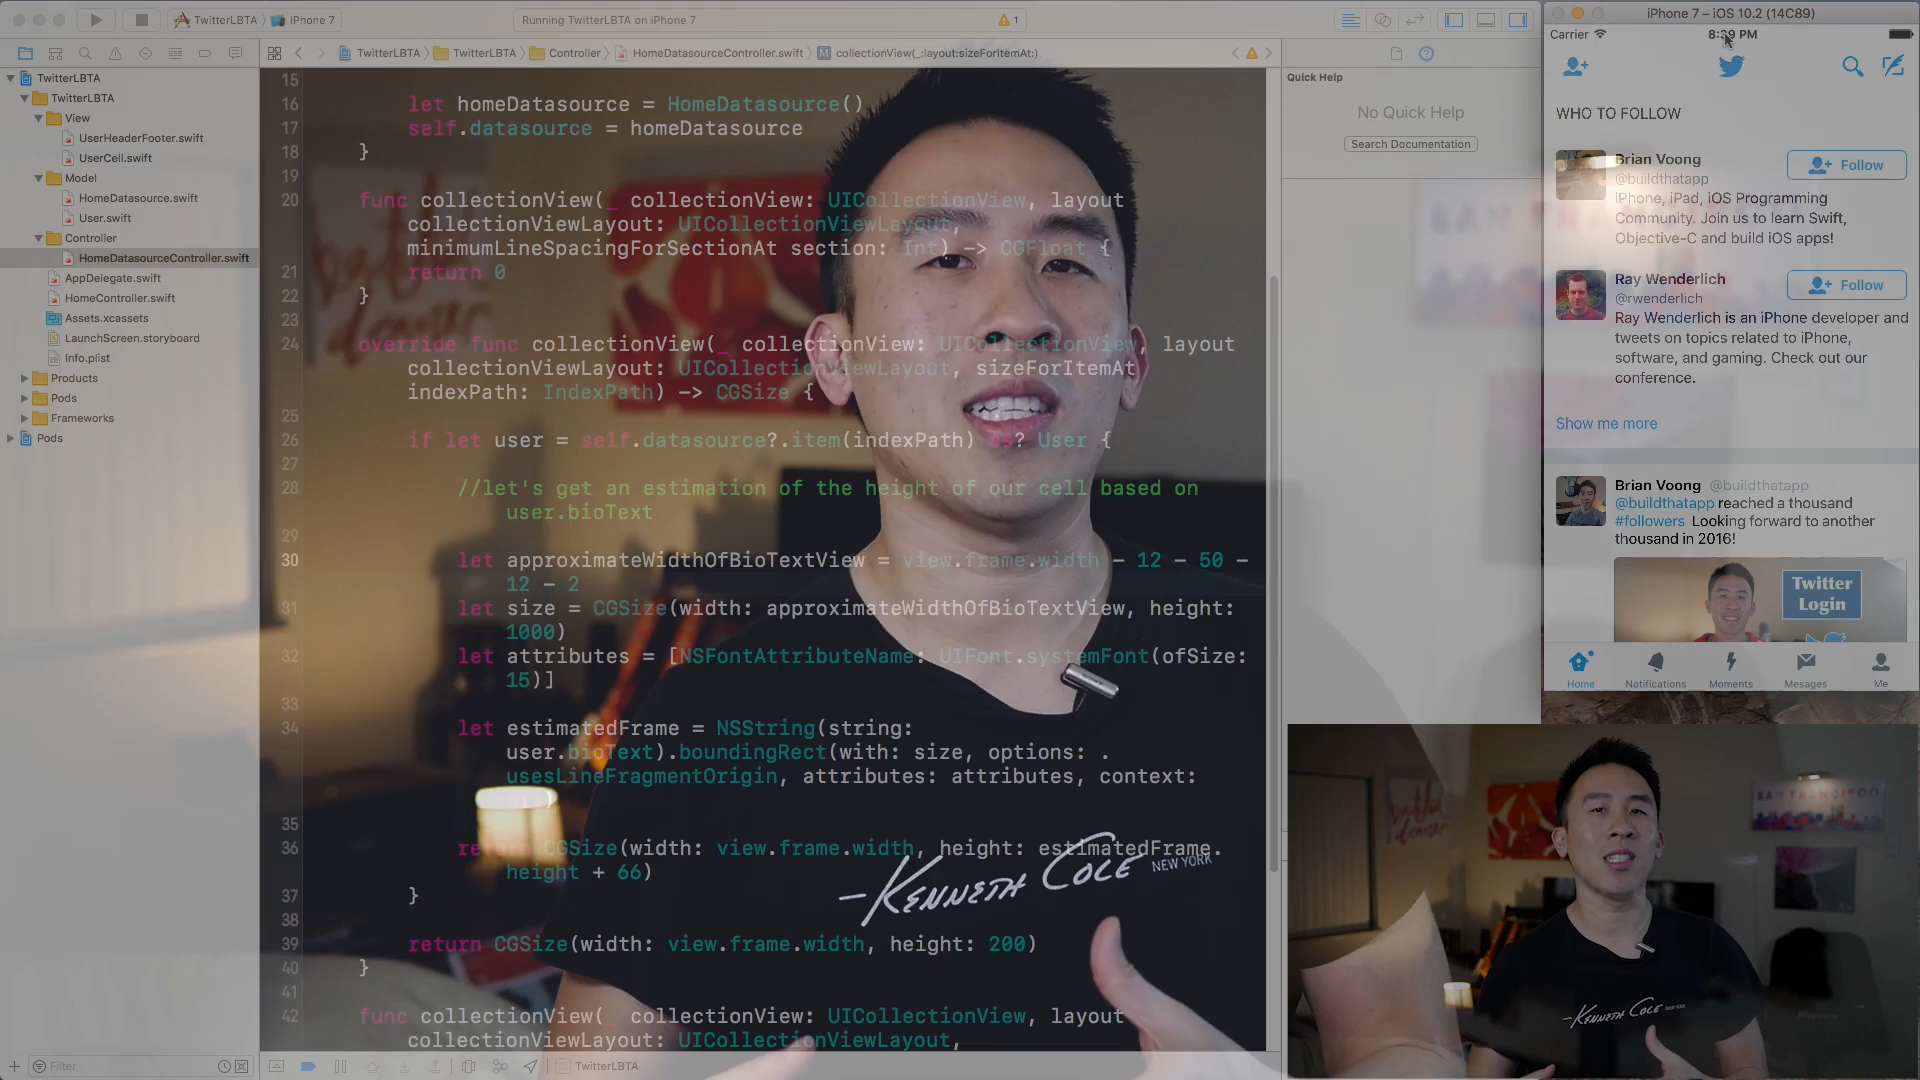 TwitterLBTA
iPhone 7
Running TwitterLBTA on iPhone 7
1
TwitterLBTA
TwitterLBTA
Controller
HomeDatasourceController.swift
M
collectionView(_:layout:sizeForItemAt:)
TwitterLBTA
TwitterLBTA
View
UserHeaderFooter.swift
UserCell.swift
Model
HomeDatasource.swift
User.swift
Controller
HomeDatasourceController.swift
AppDelegate.swift
HomeController.swift
Assets.xcassets
LaunchScreen.storyboard
Info.plist
Products
Pods
Frameworks
Pods
Filter
15
16 let homeDatasource = HomeDatasource()
17 self.datasource = homeDatasource
18 }
19
20 func collectionView(_ collectionView: UICollectionView, layout
collectionViewLayout: UICollectionViewLayout,
minimumLineSpacingForSectionAt section: Int) -> CGFloat {
21 return 0
22 }
23
24 override func collectionView(_ collectionView: UICollectionView, layout
collectionViewLayout: UICollectionViewLayout, sizeForItemAt
indexPath: IndexPath) -> CGSize {
25
26 if let user = self.datasource?.item(indexPath) as? User {
27
28 //let's get an estimation of the height of our cell based on
user.bioText
29
30 let approximateWidthOfBioTextView = view.frame.width - 12 - 50 -
12 - 2
31 let size = CGSize(width: approximateWidthOfBioTextView, height:
1000)
32 let attributes = [NSFontAttributeName: UIFont.systemFont(ofSize:
15)]
33
34 let estimatedFrame = NSString(string:
user.bioText).boundingRect(with: size, options: .
usesLineFragmentOrigin, attributes: attributes, context:
35
36 return CGSize(width: view.frame.width, height: estimatedFrame.
height + 66)
37 }
38
39 return CGSize(width: view.frame.width, height: 200)
40 }
41
42 func collectionView(_ collectionView: UICollectionView, layout
collectionViewLayout: UICollectionViewLayout,
TwitterLBTA
Kenneth Cole
NEW YORK
SONY
Quick Help
No Quick Help
Search Documentation
iPhone 7 – iOS 10.2 (14C89)
Carrier
8:39 PM
WHO TO FOLLOW
Brian Voong
Follow
@buildthatapp
iPhone, iPad, iOS Programming
Community. Join us to learn Swift,
Objective-C and build iOS apps!
Ray Wenderlich
Follow
@rwenderlich
Ray Wenderlich is an iPhone developer and
tweets on topics related to iPhone,
software, and gaming. Check out our
conference.
Show me more
Brian Voong @buildthatapp
@buildthatapp reached a thousand
#followers Looking forward to another
thousand in 2016!
Twitter
Login
Home
Notifications
Moments
Mesages
Me
SAN FRANCISCO
Kenneth Cole